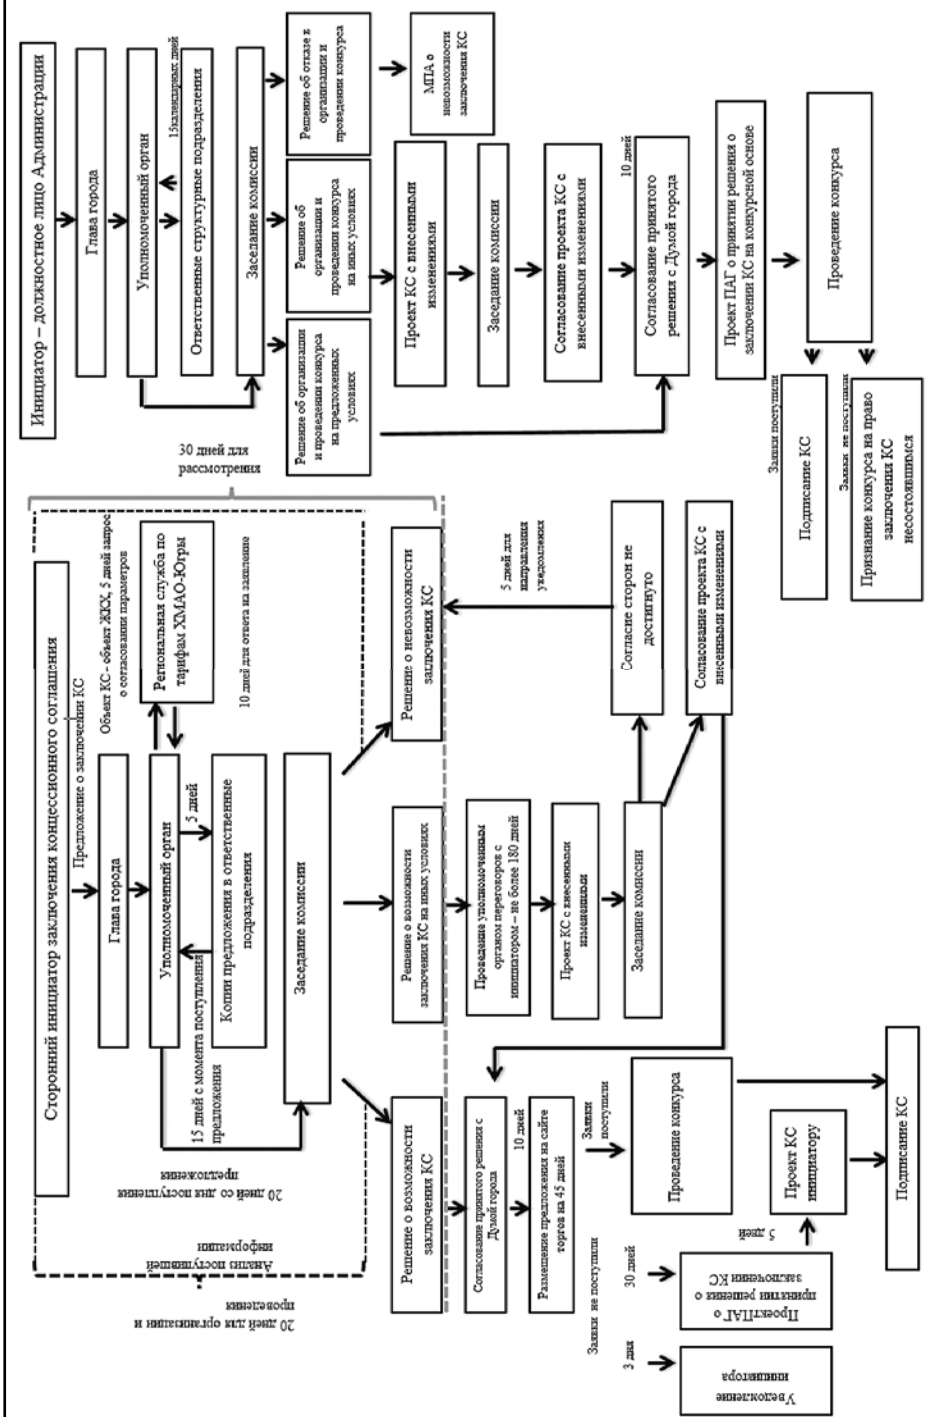 Сторонний инициатор заключения концессионного соглашения
Предложение о заключении КС
Глава города
Объект КС - объект ЖКХ, 5 дней запрос
о согласовании параметров
Уполномоченный орган
Региональная служба по
тарифам ХМАО-Югры
5 дней
15 дней с момента поступления
предложения
Копии предложения в ответственные
подразделения
10 дней для ответа на заявление
Заседание комиссии
20 дней со дня поступления
предложения
Анализ поступившей
информации
20 дней для организации и
проведения
30 дней для
рассмотрения
Решение о возможности
заключения КС
Решение о возможности
заключения КС на иных условиях
Решение о невозможности
заключения КС
Согласование принятого решения с
Думой города
10 дней
Размещение предложения на сайте
торгов на 45 дней
Проведение уполномоченным
органом переговоров с
инициатором – не более 180 дней
Проект КС с внесенными
изменениями
Заседание комиссии
5 дней для
направления
уведомления
Согласие сторон не
достигнуто
Согласование проекта КС с
внесенными изменениями
Заявки не поступили
Заявки
поступили
3 дня
30 дней
Уведомление
инициатора
ПроектПАГ о
принятии решения о
заключении КС
5 дней
Проведение конкурса
Проект КС
инициатору
Подписание КС
Инициатор – должностное лицо Администрации
Глава города
Уполномоченный орган
15календарных дней
Ответственные структурные подразделения
Заседание комиссии
Решение об организации
и проведении конкурса
на предложенных
условиях
Решение об
организации и
проведении конкурса
на иных условиях
Решение об отказе в
организации и
проведении конкурса
МПА о
невозможности
заключения КС
Проект КС с внесенными
изменениями
Заседание комиссии
Согласование проекта КС с
внесенными изменениями
10 дней
Согласование принятого
решения с Думой города
Проект ПАГ о принятии решения о
заключении КС на конкурсной основе
Проведение конкурса
Заявки поступили
Подписание КС
Заявки не поступили
Признание конкурса на право
заключения КС
несостоявшимся